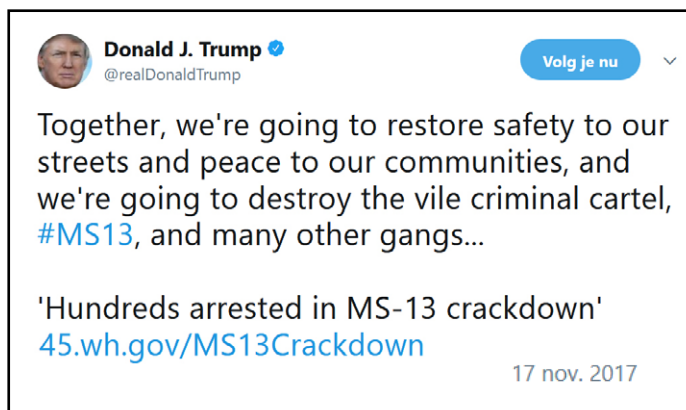 Donald J. Trump
@realDonaldTrump
Volg je nu
Together, we're going to restore safety to our
streets and peace to our communities, and
we're going to destroy the vile criminal cartel,
#MS13, and many other gangs...
'Hundreds arrested in MS-13 crackdown'
45.wh.gov/MS13Crackdown
17 nov. 2017